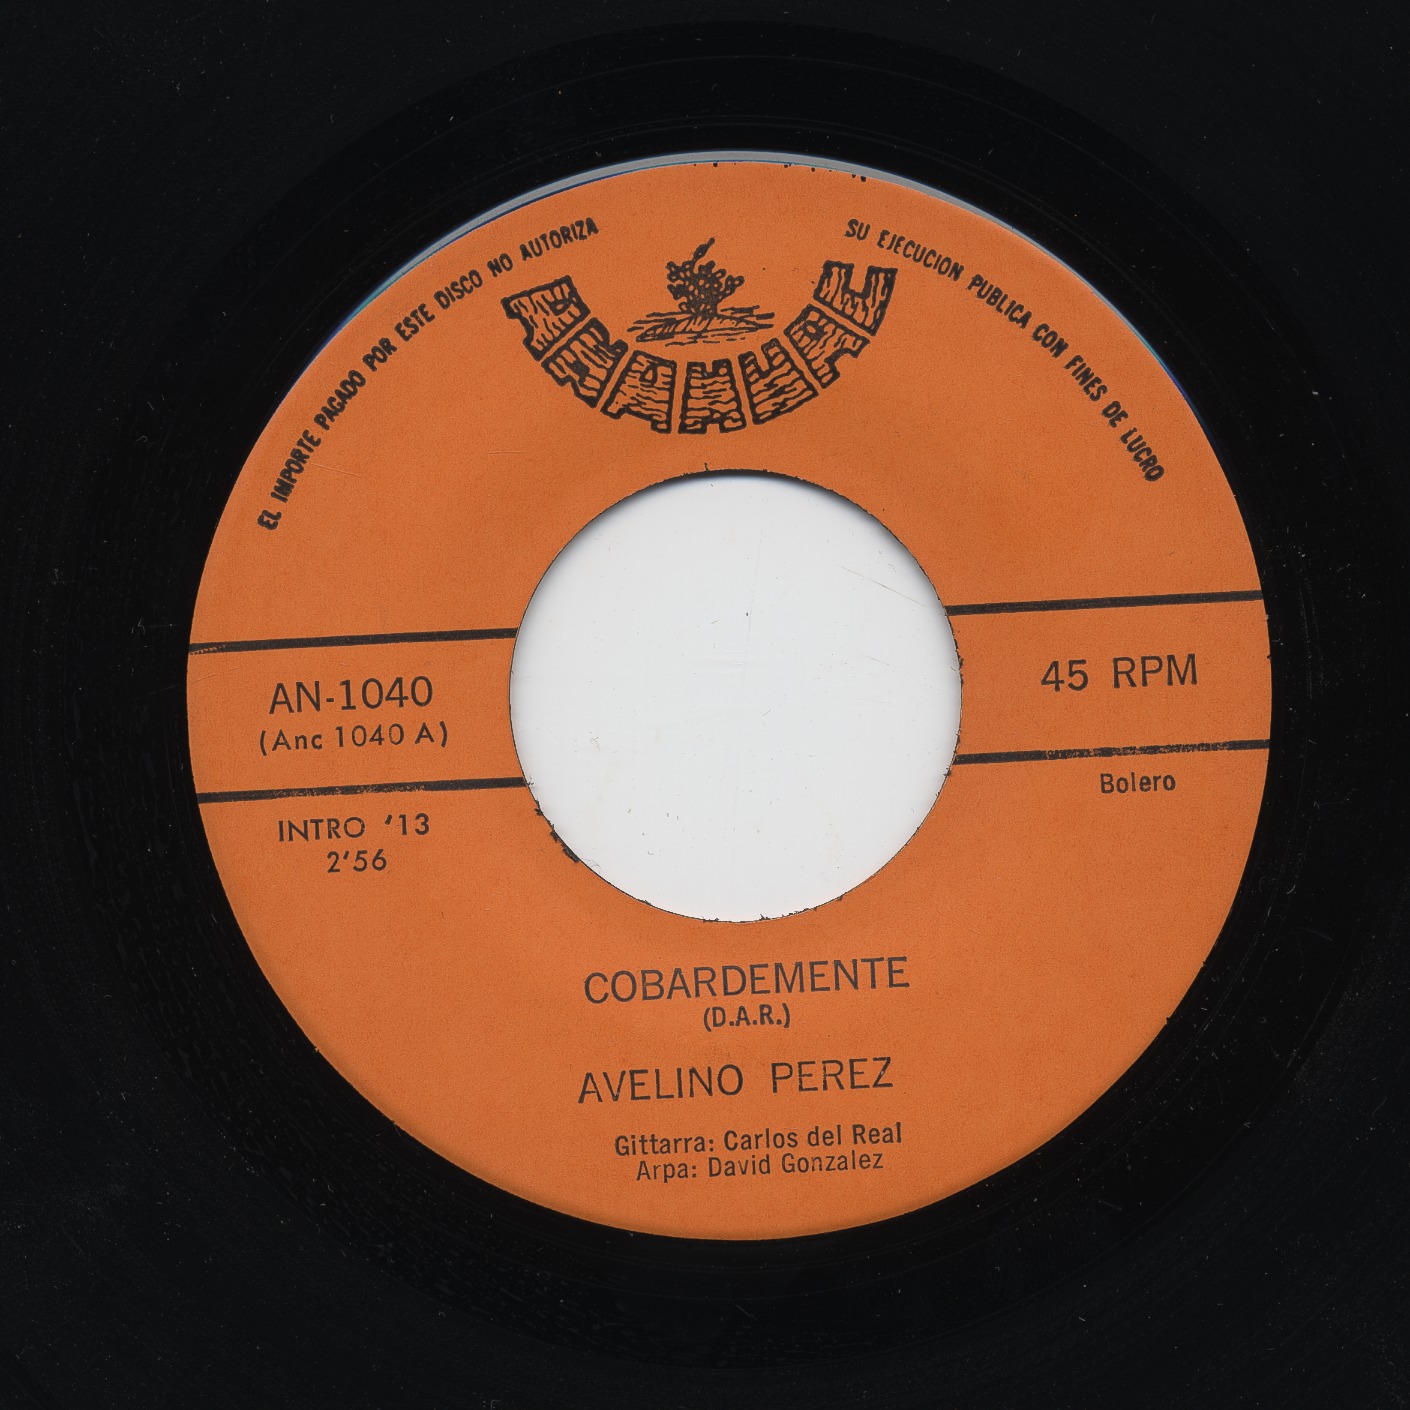 EL IMPORTE PAGADO POR ESTE DISCO NO AUTORIZA
SU EJECUCION PUBLICA CON FINES DE LUCRO
AN-1040
(Anc 1040 A)
45 RPM
INTRO '13
2'56
Bolero
COBARDEMENTE
(D.A.R.)
AVELINO PEREZ
Gittarra: Carlos del Real
Arpa: David Gonzalez